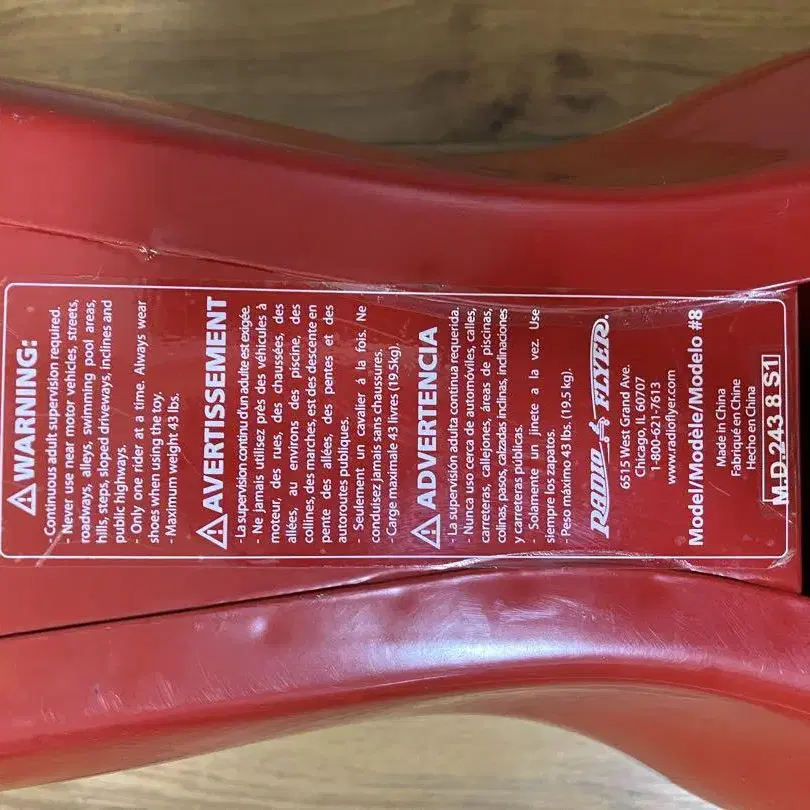 WARNING:
- Continuous adult supervision required.
- Never use near motor vehicles, streets,
roadways, alleys, swimming pool areas,
hills, steps, sloped driveways, inclines and
public highways.
- Only one rider at a time. Always wear
shoes when using the toy.
- Maximum weight 43 lbs.
AVERTISSEMENT
- La supervision continu d'un adulte est exigée.
- Ne jamais utilisez près des véhicules à
moteur, des rues, des chaussées, des
allées, au environs des piscine, des
collines, des marches, est des descente en
pente des allées, des pentes et des
autoroutes publiques.
- Seulement un cavalier á la fois. Ne
conduisez jamais sans chaussures.
- Carge maximale 43 livres (19.5kg).
ADVERTENCIA
- La supervisión adulta continua requerida.
- Nunca uso cerca de automóviles, calles,
carreteras, callejones, áreas de piscinas,
colinas, pasos, calzadas inclinas, inclinaciones
y carreteras públicas.
- Solamente un jinete a la vez. Use
siempre los zapatos.
- Peso máximo 43 lbs. (19.5 kg).
RADIO FLYER®
6515 West Grand Ave.
Chicago, IL 60707
1-800-621-7613
www.radioflyer.com
Model/Modèle/Modelo #8
Made in China
Fabriqué en Chine
Hecho en China
M.D.243 8 S1